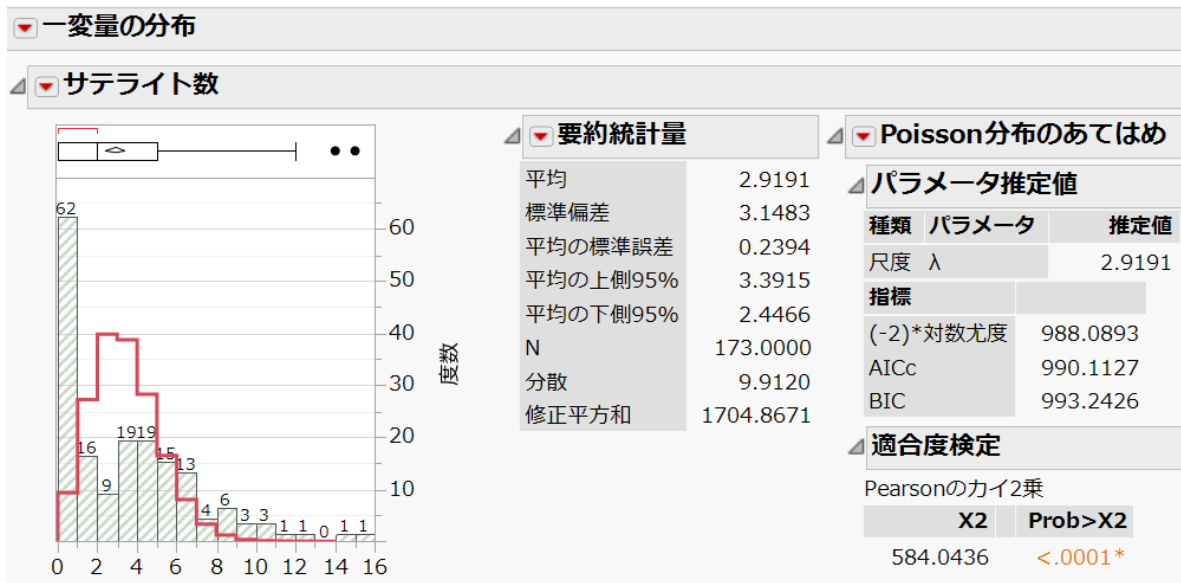 一変量の分布
サテライト数
62
16
9
19
19
15
13
4
6
3
3
1
1
0
1
1
60
50
40
30
20
10
度数
0 2 4 6 8 10 12 14 16
要約統計量
平均 2.9191
標準偏差 3.1483
平均の標準誤差 0.2394
平均の上側95% 3.3915
平均の下側95% 2.4466
N 173.0000
分散 9.9120
修正平方和 1704.8671
Poisson分布のあてはめ
パラメータ推定値
種類 パラメータ 推定値
尺度 λ 2.9191
指標
(-2)*対数尤度 988.0893
AICc 990.1127
BIC 993.2426
適合度検定
Pearsonのカイ2乗
X2 Prob>X2
584.0436 <.0001*